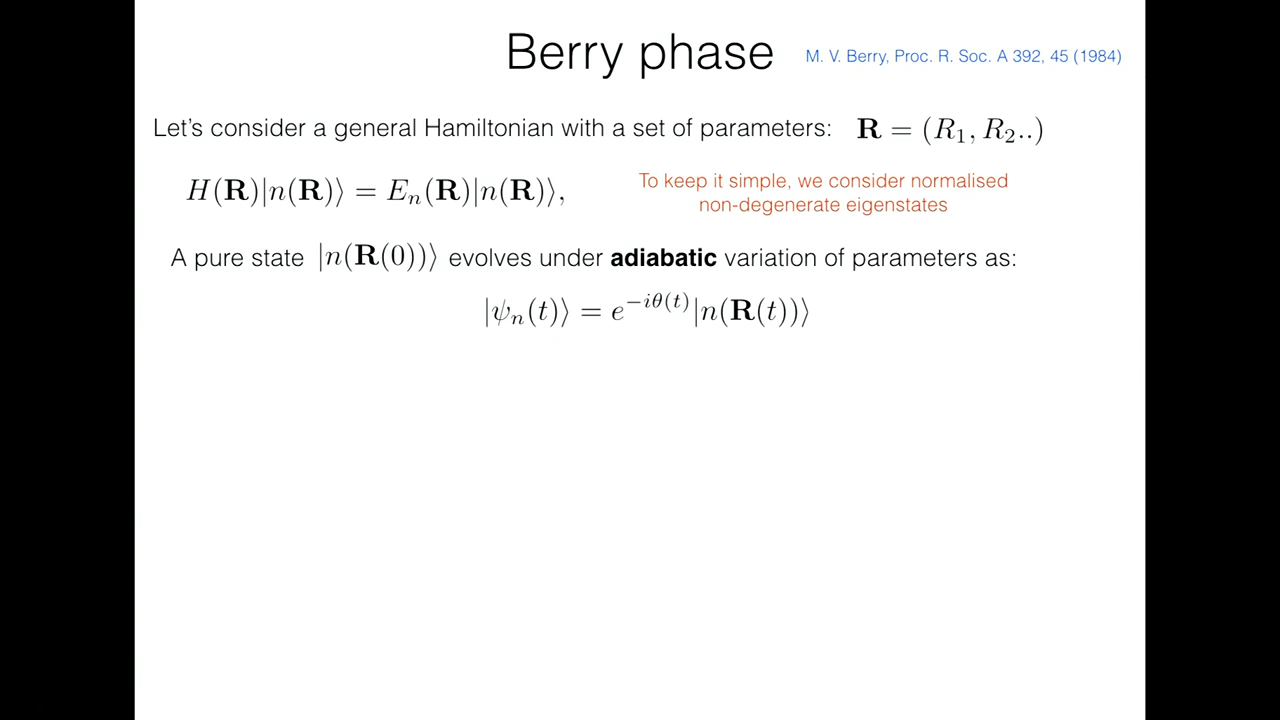 Berry phase M. V. Berry, Proc. R. Soc. A 392, 45 (1984)
Let's consider a general Hamiltonian with a set of parameters: R = (R₁, R₂..)
H(R)|n(R)⟩ = Eₙ(R)|n(R)⟩,
To keep it simple, we consider normalised
non-degenerate eigenstates
A pure state |n(R(0))⟩ evolves under adiabatic variation of parameters as:
|ψₙ(t)⟩ = e^{−iθ(t)}|n(R(t))⟩